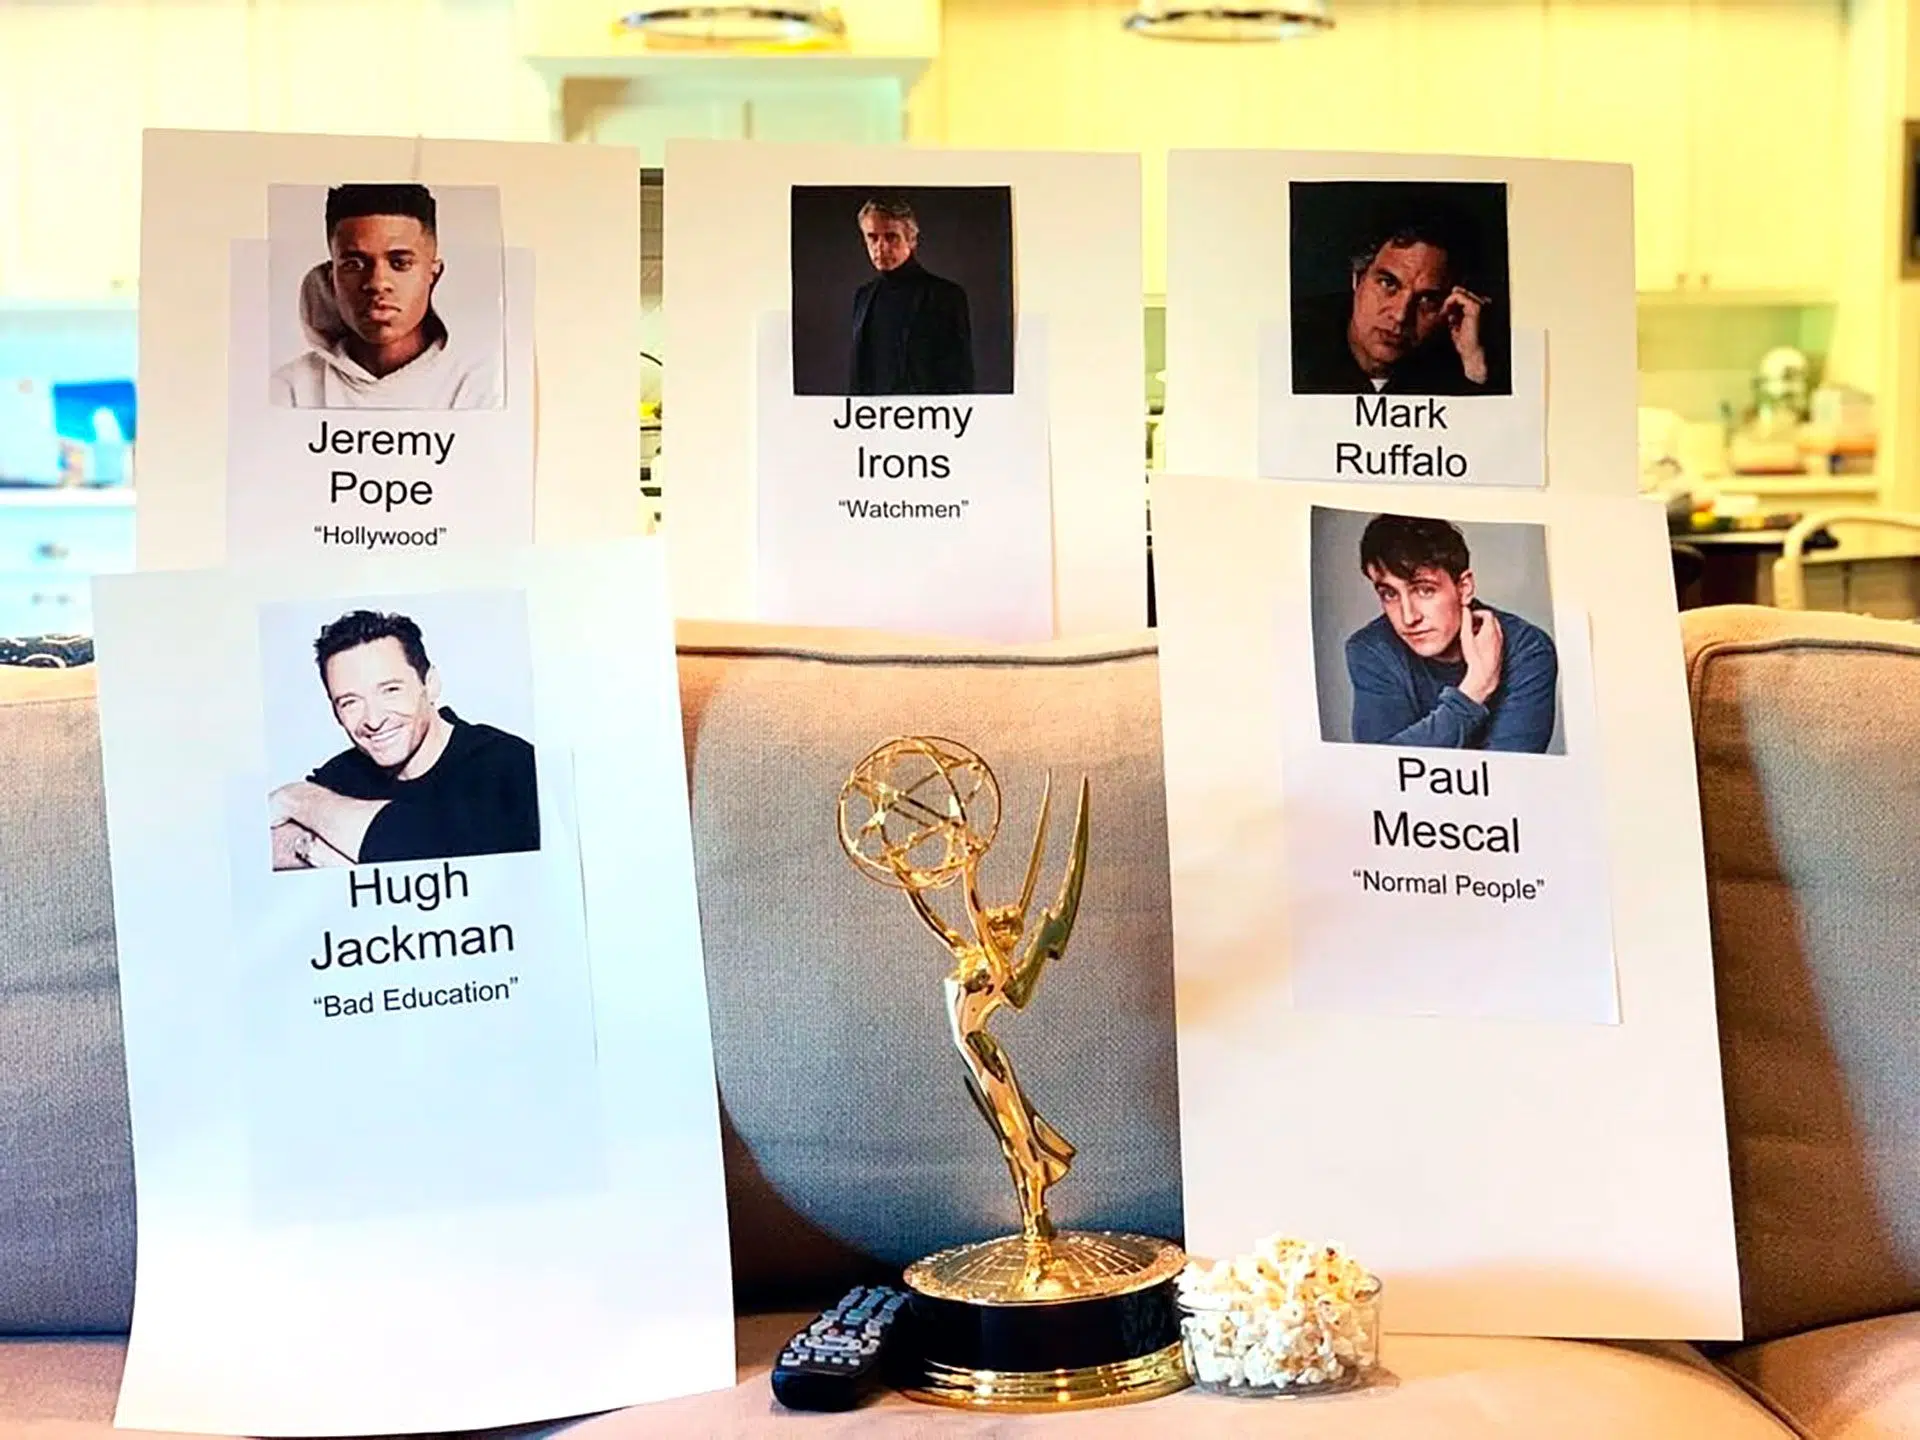 Jeremy
Pope
“Hollywood”
Jeremy
Irons
“Watchmen”
Mark
Ruffalo
Hugh
Jackman
“Bad Education”
Paul
Mescal
“Normal People”